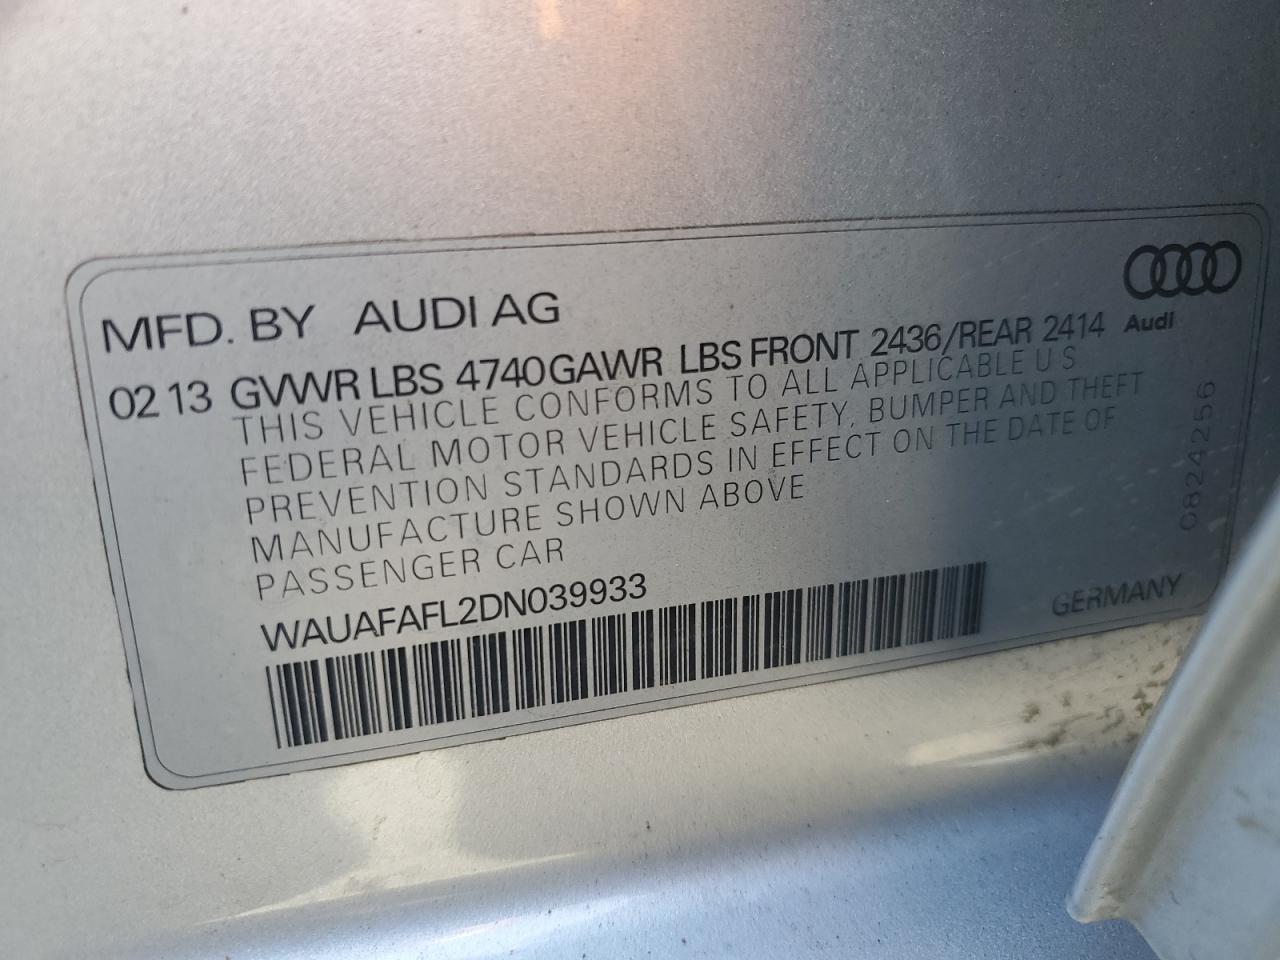 MFD. BY AUDI AG
Audi
02 13 GVWR LBS 4740GAWR LBS FRONT 2436/REAR 2414
THIS VEHICLE CONFORMS TO ALL APPLICABLE U S
FEDERAL MOTOR VEHICLE SAFETY, BUMPER AND THEFT
PREVENTION STANDARDS IN EFFECT ON THE DATE OF
MANUFACTURE SHOWN ABOVE
PASSENGER CAR
WAUAFAFL2DN039933
GERMANY
0824256